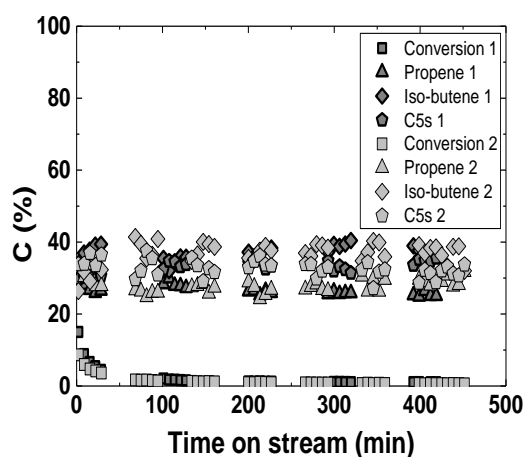 100
80
60
40
20
0
C (%)
0
100
200
300
400
500
Time on stream (min)
Conversion 1
Propene 1
Iso-butene 1
C5s 1
Conversion 2
Propene 2
Iso-butene 2
C5s 2